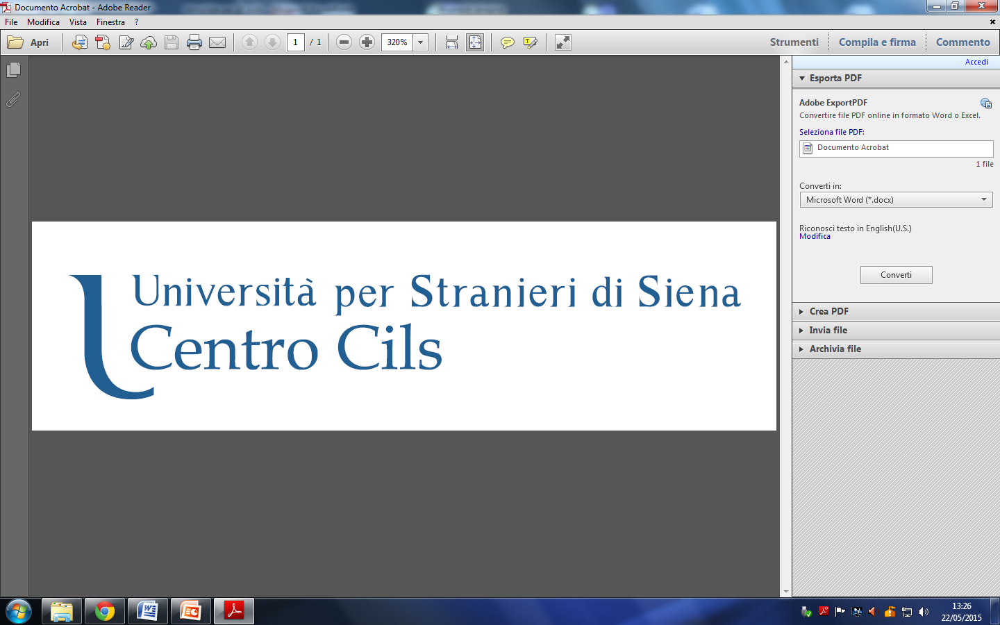 Documento Acrobat - Adobe Reader
File Modifica Vista Finestra ?
Apri 1 / 1 320% Strumenti Compila e firma Commento
Accedi
Esporta PDF
Adobe ExportPDF
Convertire file PDF online in formato Word o Excel.
Seleziona file PDF:
Documento Acrobat
1 file
Converti in:
Microsoft Word (*.docx)
Riconosci testo in English(U.S.)
Modifica
Converti
Crea PDF
Invia file
Archivia file
Università per Stranieri di Siena
Centro Cils
13:26
22/05/2015